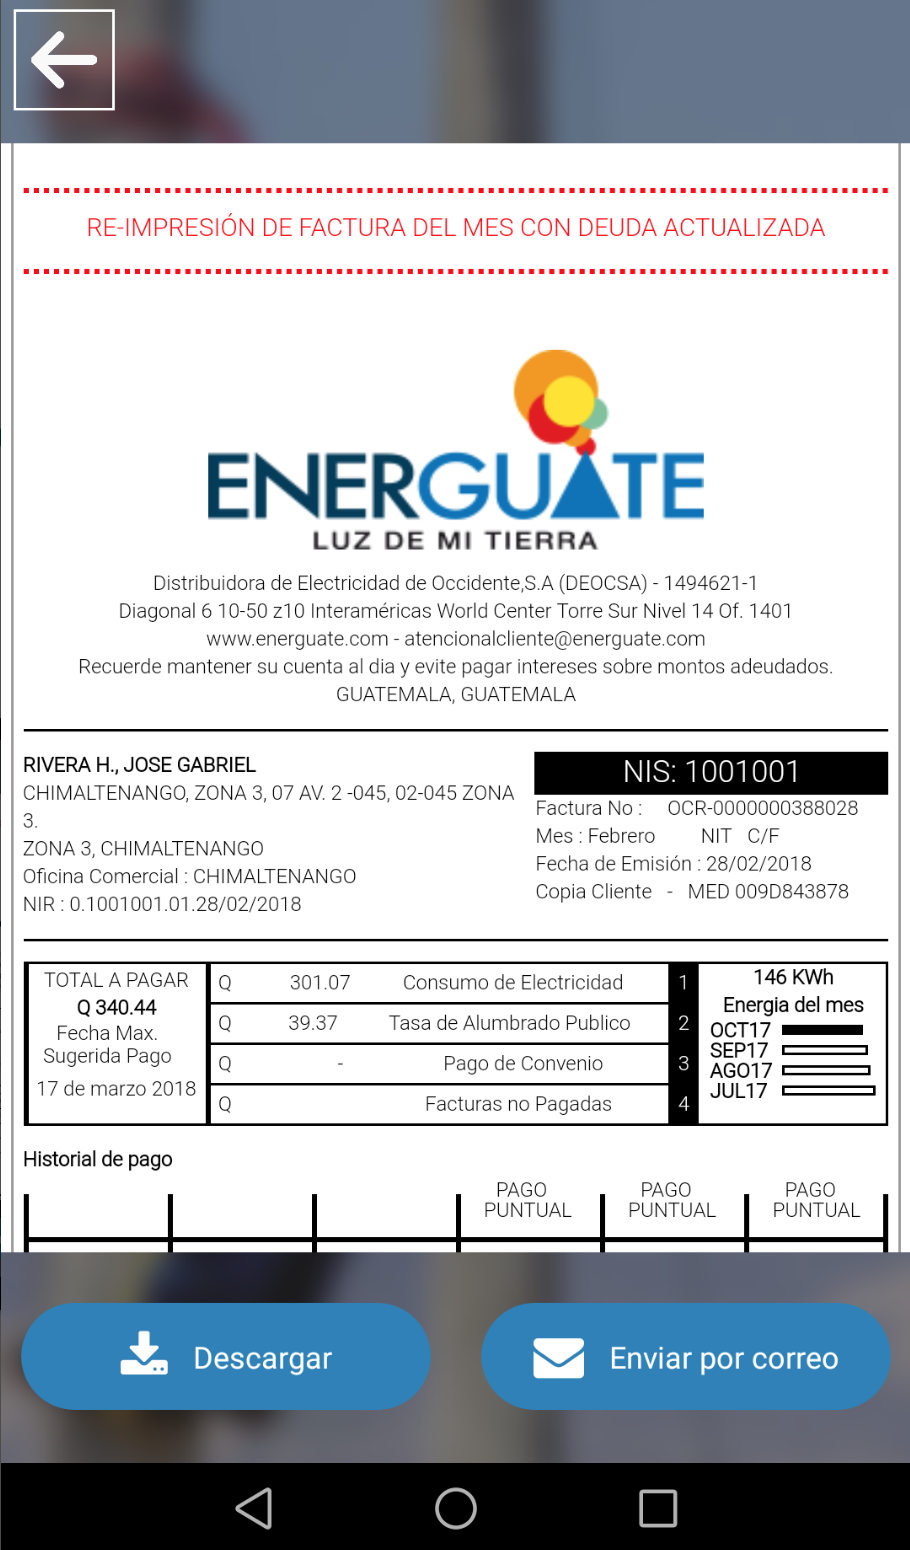 RE-IMPRESIÓN DE FACTURA DEL MES CON DEUDA ACTUALIZADA
ENERGUATE
LUZ DE MI TIERRA
Distribuidora de Electricidad de Occidente,S.A (DEOCSA) - 1494621-1
Diagonal 6 10-50 z10 Interaméricas World Center Torre Sur Nivel 14 Of. 1401
www.energuate.com - atencionalcliente@energuate.com
Recuerde mantener su cuenta al dia y evite pagar intereses sobre montos adeudados.
GUATEMALA, GUATEMALA
RIVERA H., JOSE GABRIEL
CHIMALTENANGO, ZONA 3, 07 AV. 2 -045, 02-045 ZONA
3.
ZONA 3, CHIMALTENANGO
Oficina Comercial : CHIMALTENANGO
NIR : 0.1001001.01.28/02/2018
NIS: 1001001
Factura No : OCR-0000000388028
Mes : Febrero NIT C/F
Fecha de Emisión : 28/02/2018
Copia Cliente - MED 009D843878
TOTAL A PAGAR
Q 340.44
Fecha Max.
Sugerida Pago
17 de marzo 2018
Q 301.07 Consumo de Electricidad 1
Q 39.37 Tasa de Alumbrado Publico 2
Q - Pago de Convenio 3
Q Facturas no Pagadas 4
146 KWh
Energia del mes
OCT17
SEP17
AGO17
JUL17
Historial de pago
PAGO PAGO PAGO
PUNTUAL PUNTUAL PUNTUAL
Descargar Enviar por correo